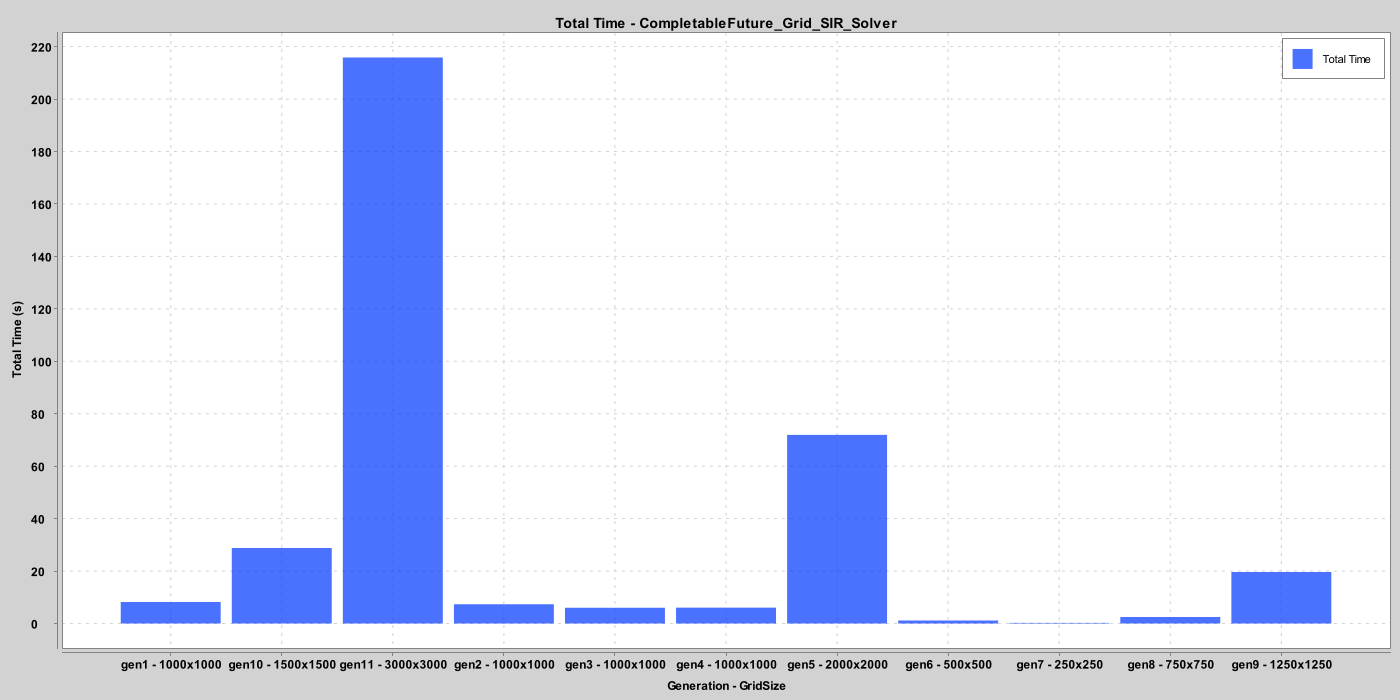 Total Time - CompletableFuture_Grid_SIR_Solver
Total Time
220
200
180
160
140
120
100
80
60
40
20
0
Total Time (s)
gen1 - 1000x1000 gen10 - 1500x1500 gen11 - 3000x3000 gen2 - 1000x1000 gen3 - 1000x1000 gen4 - 1000x1000 gen5 - 2000x2000 gen6 - 500x500 gen7 - 250x250 gen8 - 750x750 gen9 - 1250x1250
Generation - GridSize